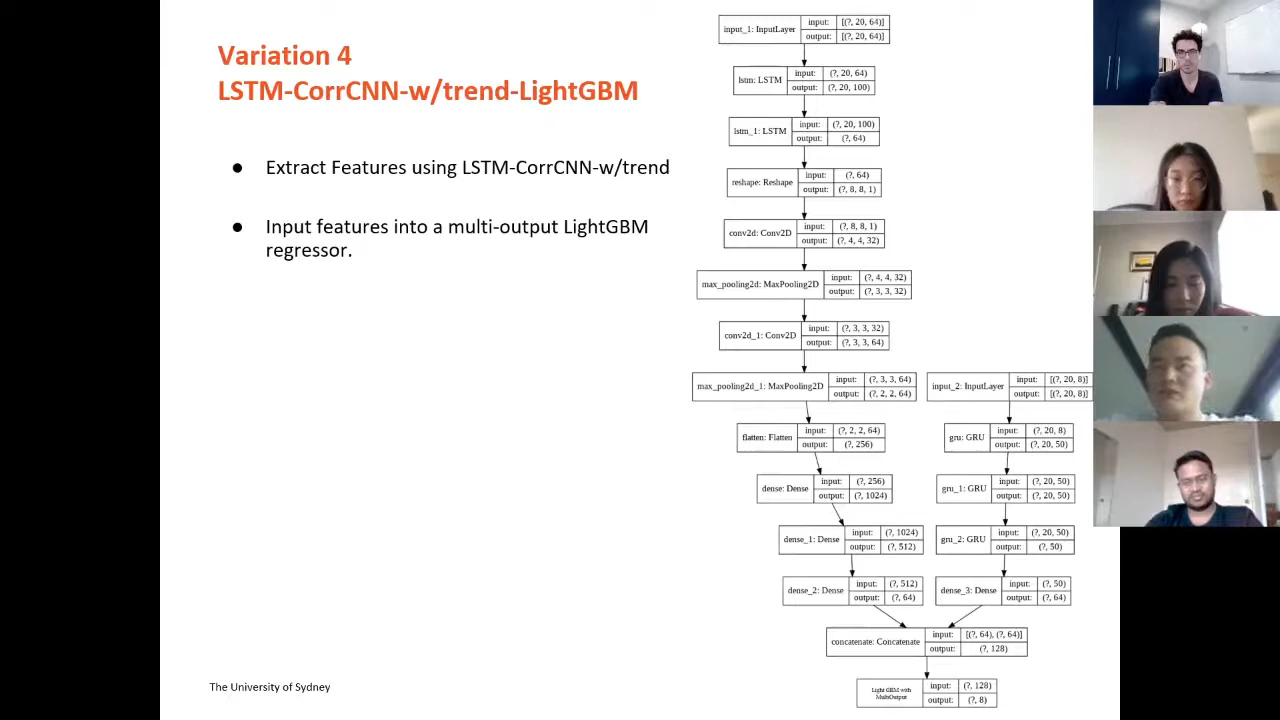 Variation 4
LSTM-CorrCNN-w/trend-LightGBM
● Extract Features using LSTM-CorrCNN-w/trend
● Input features into a multi-output LightGBM
regressor.
input_1: InputLayer
input: [(?, 20, 64)]
output: [(?, 20, 64)]
lstm: LSTM
input: (?, 20, 64)
output: (?, 20, 100)
lstm_1: LSTM
input: (?, 20, 100)
output: (?, 64)
reshape: Reshape
input: (?, 64)
output: (?, 8, 8, 1)
conv2d: Conv2D
input: (?, 8, 8, 1)
output: (?, 4, 4, 32)
max_pooling2d: MaxPooling2D
input: (?, 4, 4, 32)
output: (?, 3, 3, 32)
conv2d_1: Conv2D
input: (?, 3, 3, 32)
output: (?, 3, 3, 64)
max_pooling2d_1: MaxPooling2D
input: (?, 3, 3, 64)
output: (?, 2, 2, 64)
input_2: InputLayer
input: [(?, 20, 8)]
output: [(?, 20, 8)]
flatten: Flatten
input: (?, 2, 2, 64)
output: (?, 256)
gru: GRU
input: (?, 20, 8)
output: (?, 20, 50)
dense: Dense
input: (?, 256)
output: (?, 1024)
gru_1: GRU
input: (?, 20, 50)
output: (?, 20, 50)
dense_1: Dense
input: (?, 1024)
output: (?, 512)
gru_2: GRU
input: (?, 20, 50)
output: (?, 50)
dense_2: Dense
input: (?, 512)
output: (?, 64)
dense_3: Dense
input: (?, 50)
output: (?, 64)
concatenate: Concatenate
input: [(?, 64), (?, 64)]
output: (?, 128)
Light GBM with
MultiOutput
input: (?, 128)
output: (?, 8)
The University of Sydney